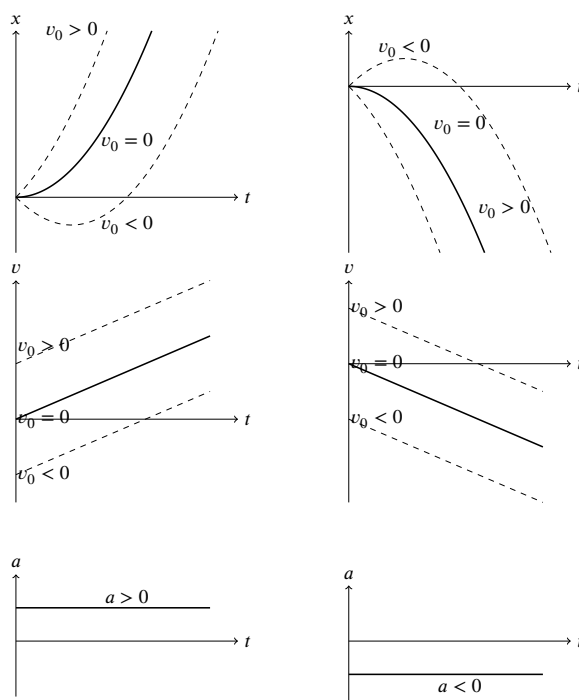 x
v₀ > 0
v₀ = 0
t
v₀ < 0
x
v₀ < 0
t
v₀ = 0
v₀ > 0
v
v₀ > 0
v₀ = 0
t
v₀ < 0
v
v₀ > 0
v₀ = 0
t
v₀ < 0
a
a > 0
t
a
t
a < 0